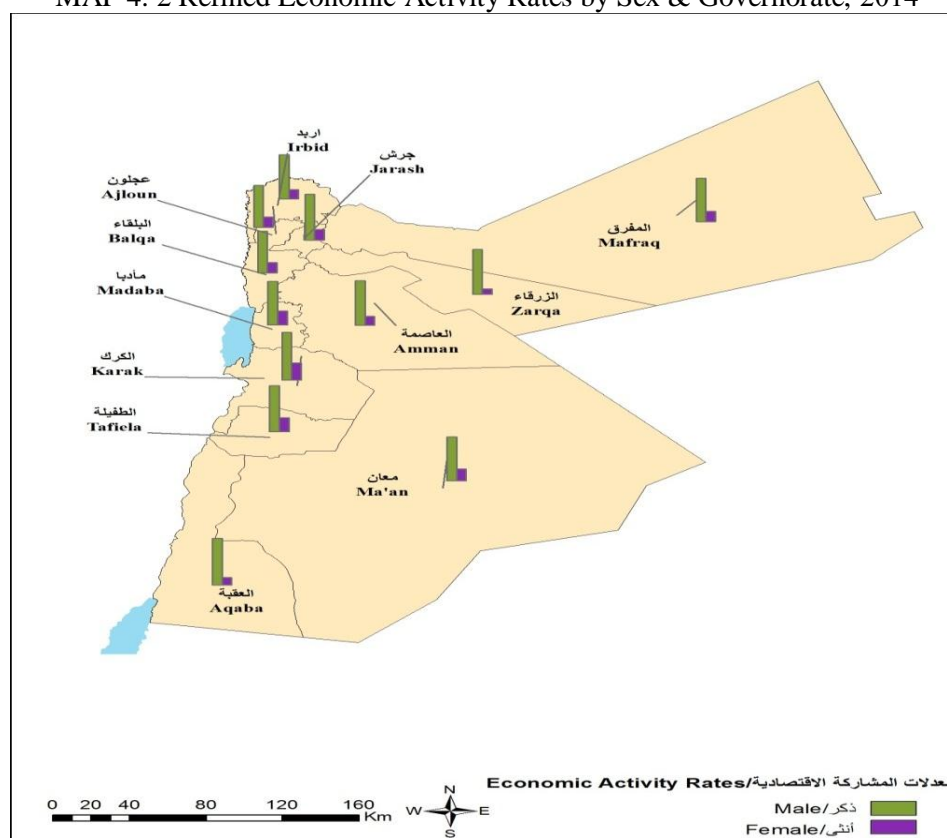 MAP 4. 2 Refined Economic Activity Rates by Sex & Governorate, 2014
اربد
Irbid
جرش
Jarash
عجلون
Ajloun
البلقاء
Balqa
مأدبا
Madaba
الكرك
Karak
الطفيلة
Tafiela
المفرق
Mafraq
الزرقاء
Zarqa
العاصمة
Amman
معان
Ma'an
العقبة
Aqaba
Economic Activity Rates/معدلات المشاركة الاقتصادية
Male/ذكر
Female/أنثى
0 20 40 80 120 160
Km
N
W E
S